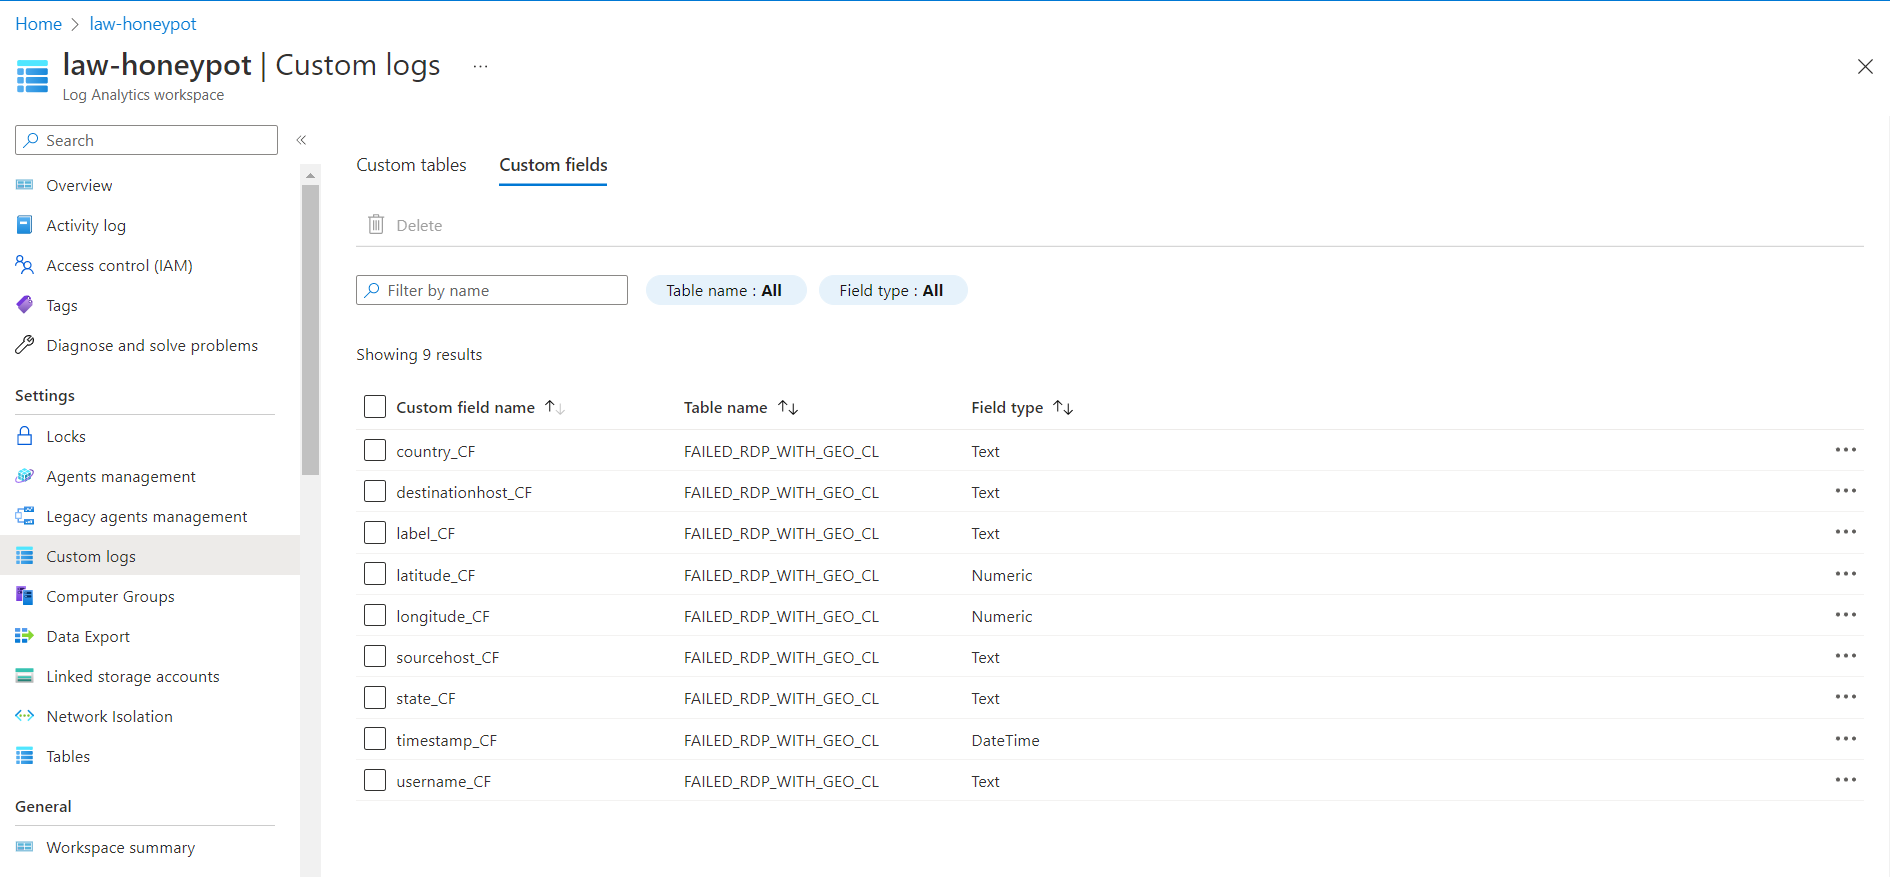 Home > law-honeypot
law-honeypot | Custom logs ...
Log Analytics workspace
Search «
Overview
Activity log
Access control (IAM)
Tags
Diagnose and solve problems
Settings
Locks
Agents management
Legacy agents management
Custom logs
Computer Groups
Data Export
Linked storage accounts
Network Isolation
Tables
General
Workspace summary
Custom tables Custom fields
Delete
Filter by name Table name : All Field type : All
Showing 9 results
Custom field name Table name Field type
country_CF FAILED_RDP_WITH_GEO_CL Text
destinationhost_CF FAILED_RDP_WITH_GEO_CL Text
label_CF FAILED_RDP_WITH_GEO_CL Text
latitude_CF FAILED_RDP_WITH_GEO_CL Numeric
longitude_CF FAILED_RDP_WITH_GEO_CL Numeric
sourcehost_CF FAILED_RDP_WITH_GEO_CL Text
state_CF FAILED_RDP_WITH_GEO_CL Text
timestamp_CF FAILED_RDP_WITH_GEO_CL DateTime
username_CF FAILED_RDP_WITH_GEO_CL Text